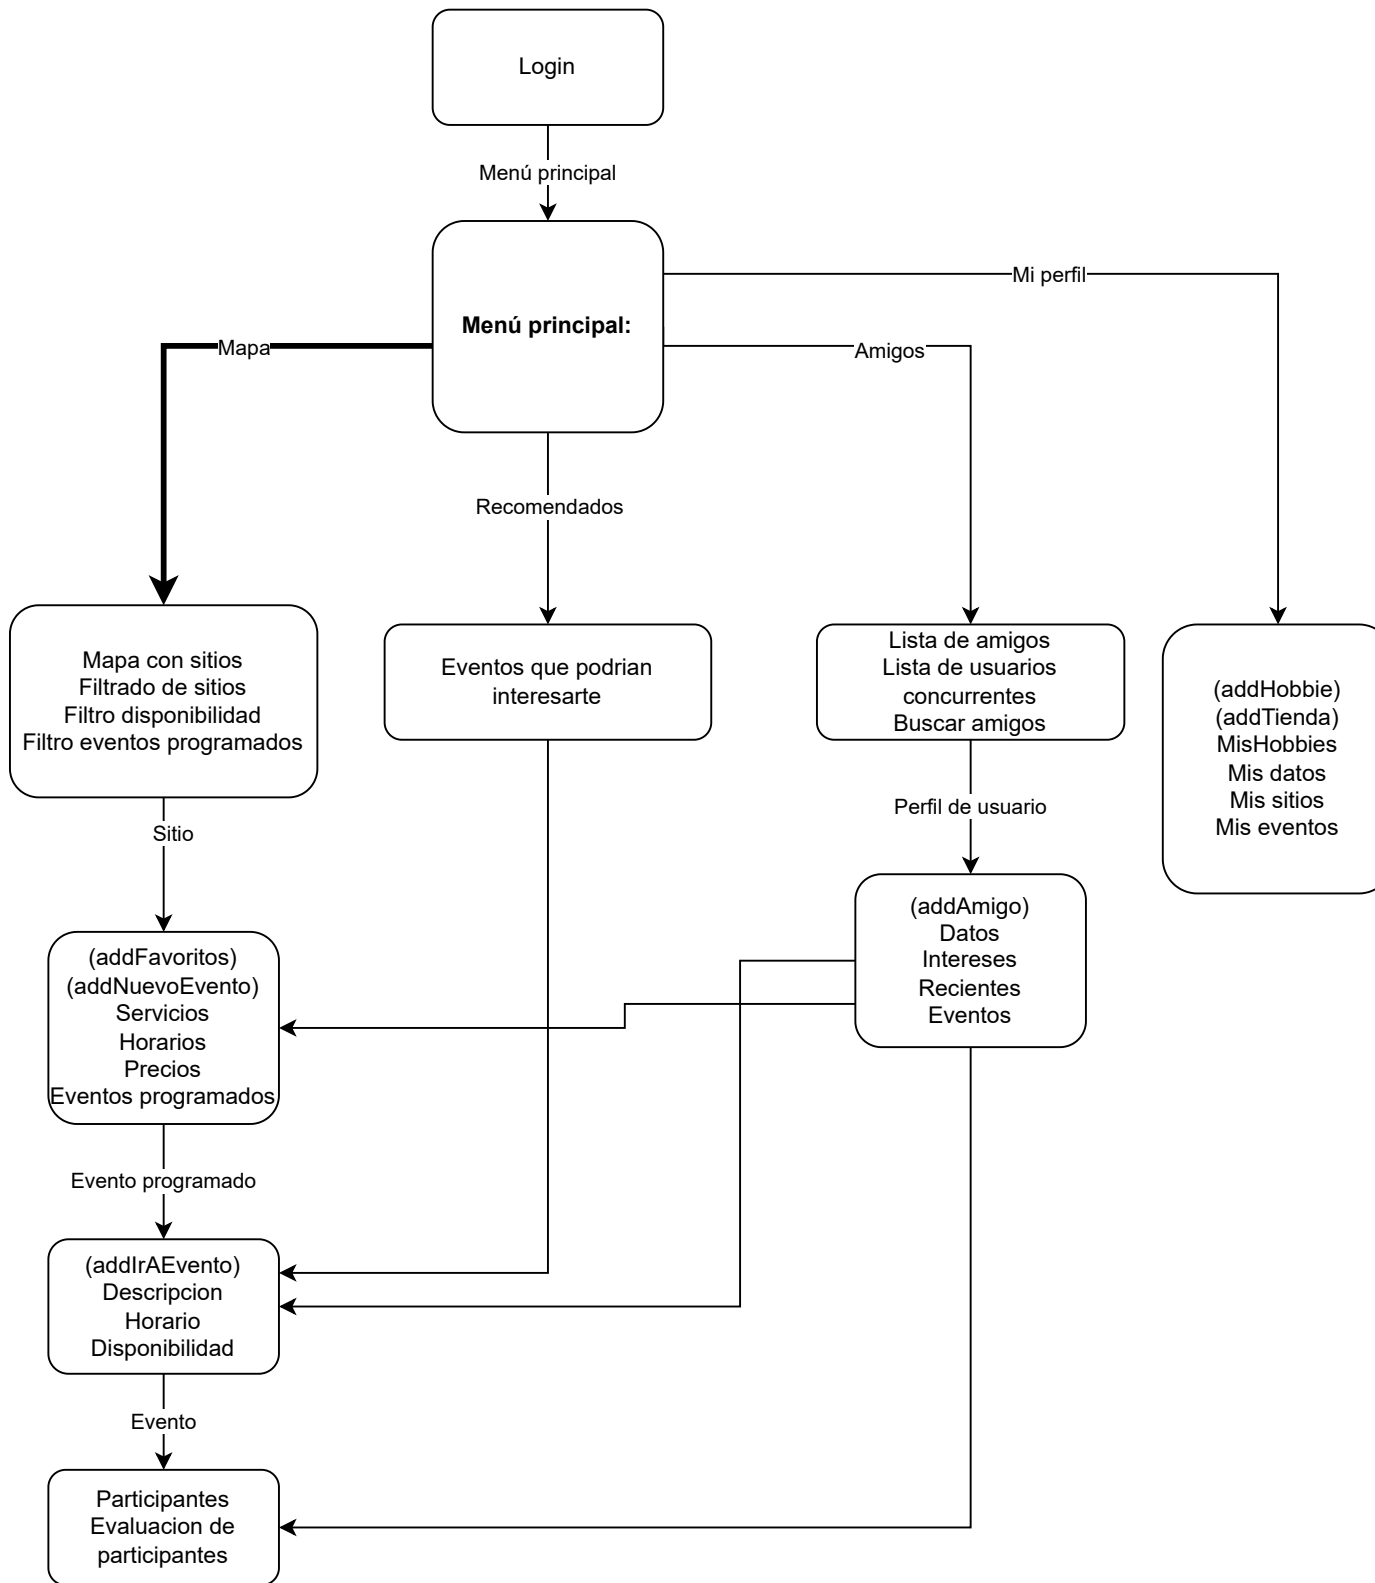 Login
Menú principal
Menú principal:
Mi perfil
Mapa
Amigos
Recomendados
Mapa con sitios
Filtrado de sitios
Filtro disponibilidad
Filtro eventos programados
Eventos que podrian
interesarte
Lista de amigos
Lista de usuarios
concurrentes
Buscar amigos
(addHobbie)
(addTienda)
MisHobbies
Mis datos
Mis sitios
Mis eventos
Sitio
Perfil de usuario
(addFavoritos)
(addNuevoEvento)
Servicios
Horarios
Precios
Eventos programados
(addAmigo)
Datos
Intereses
Recientes
Eventos
Evento programado
(addIrAEvento)
Descripcion
Horario
Disponibilidad
Evento
Participantes
Evaluacion de
participantes